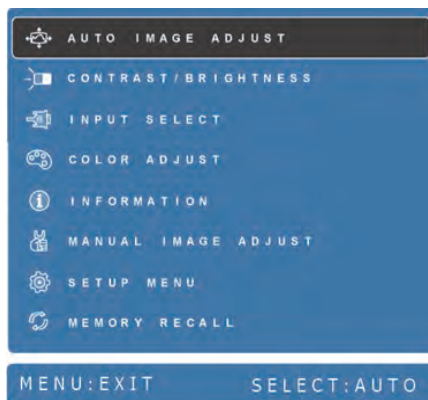 AUTO IMAGE ADJUST
CONTRAST/BRIGHTNESS
INPUT SELECT
COLOR ADJUST
INFORMATION
MANUAL IMAGE ADJUST
SETUP MENU
MEMORY RECALL
MENU:EXIT SELECT:AUTO